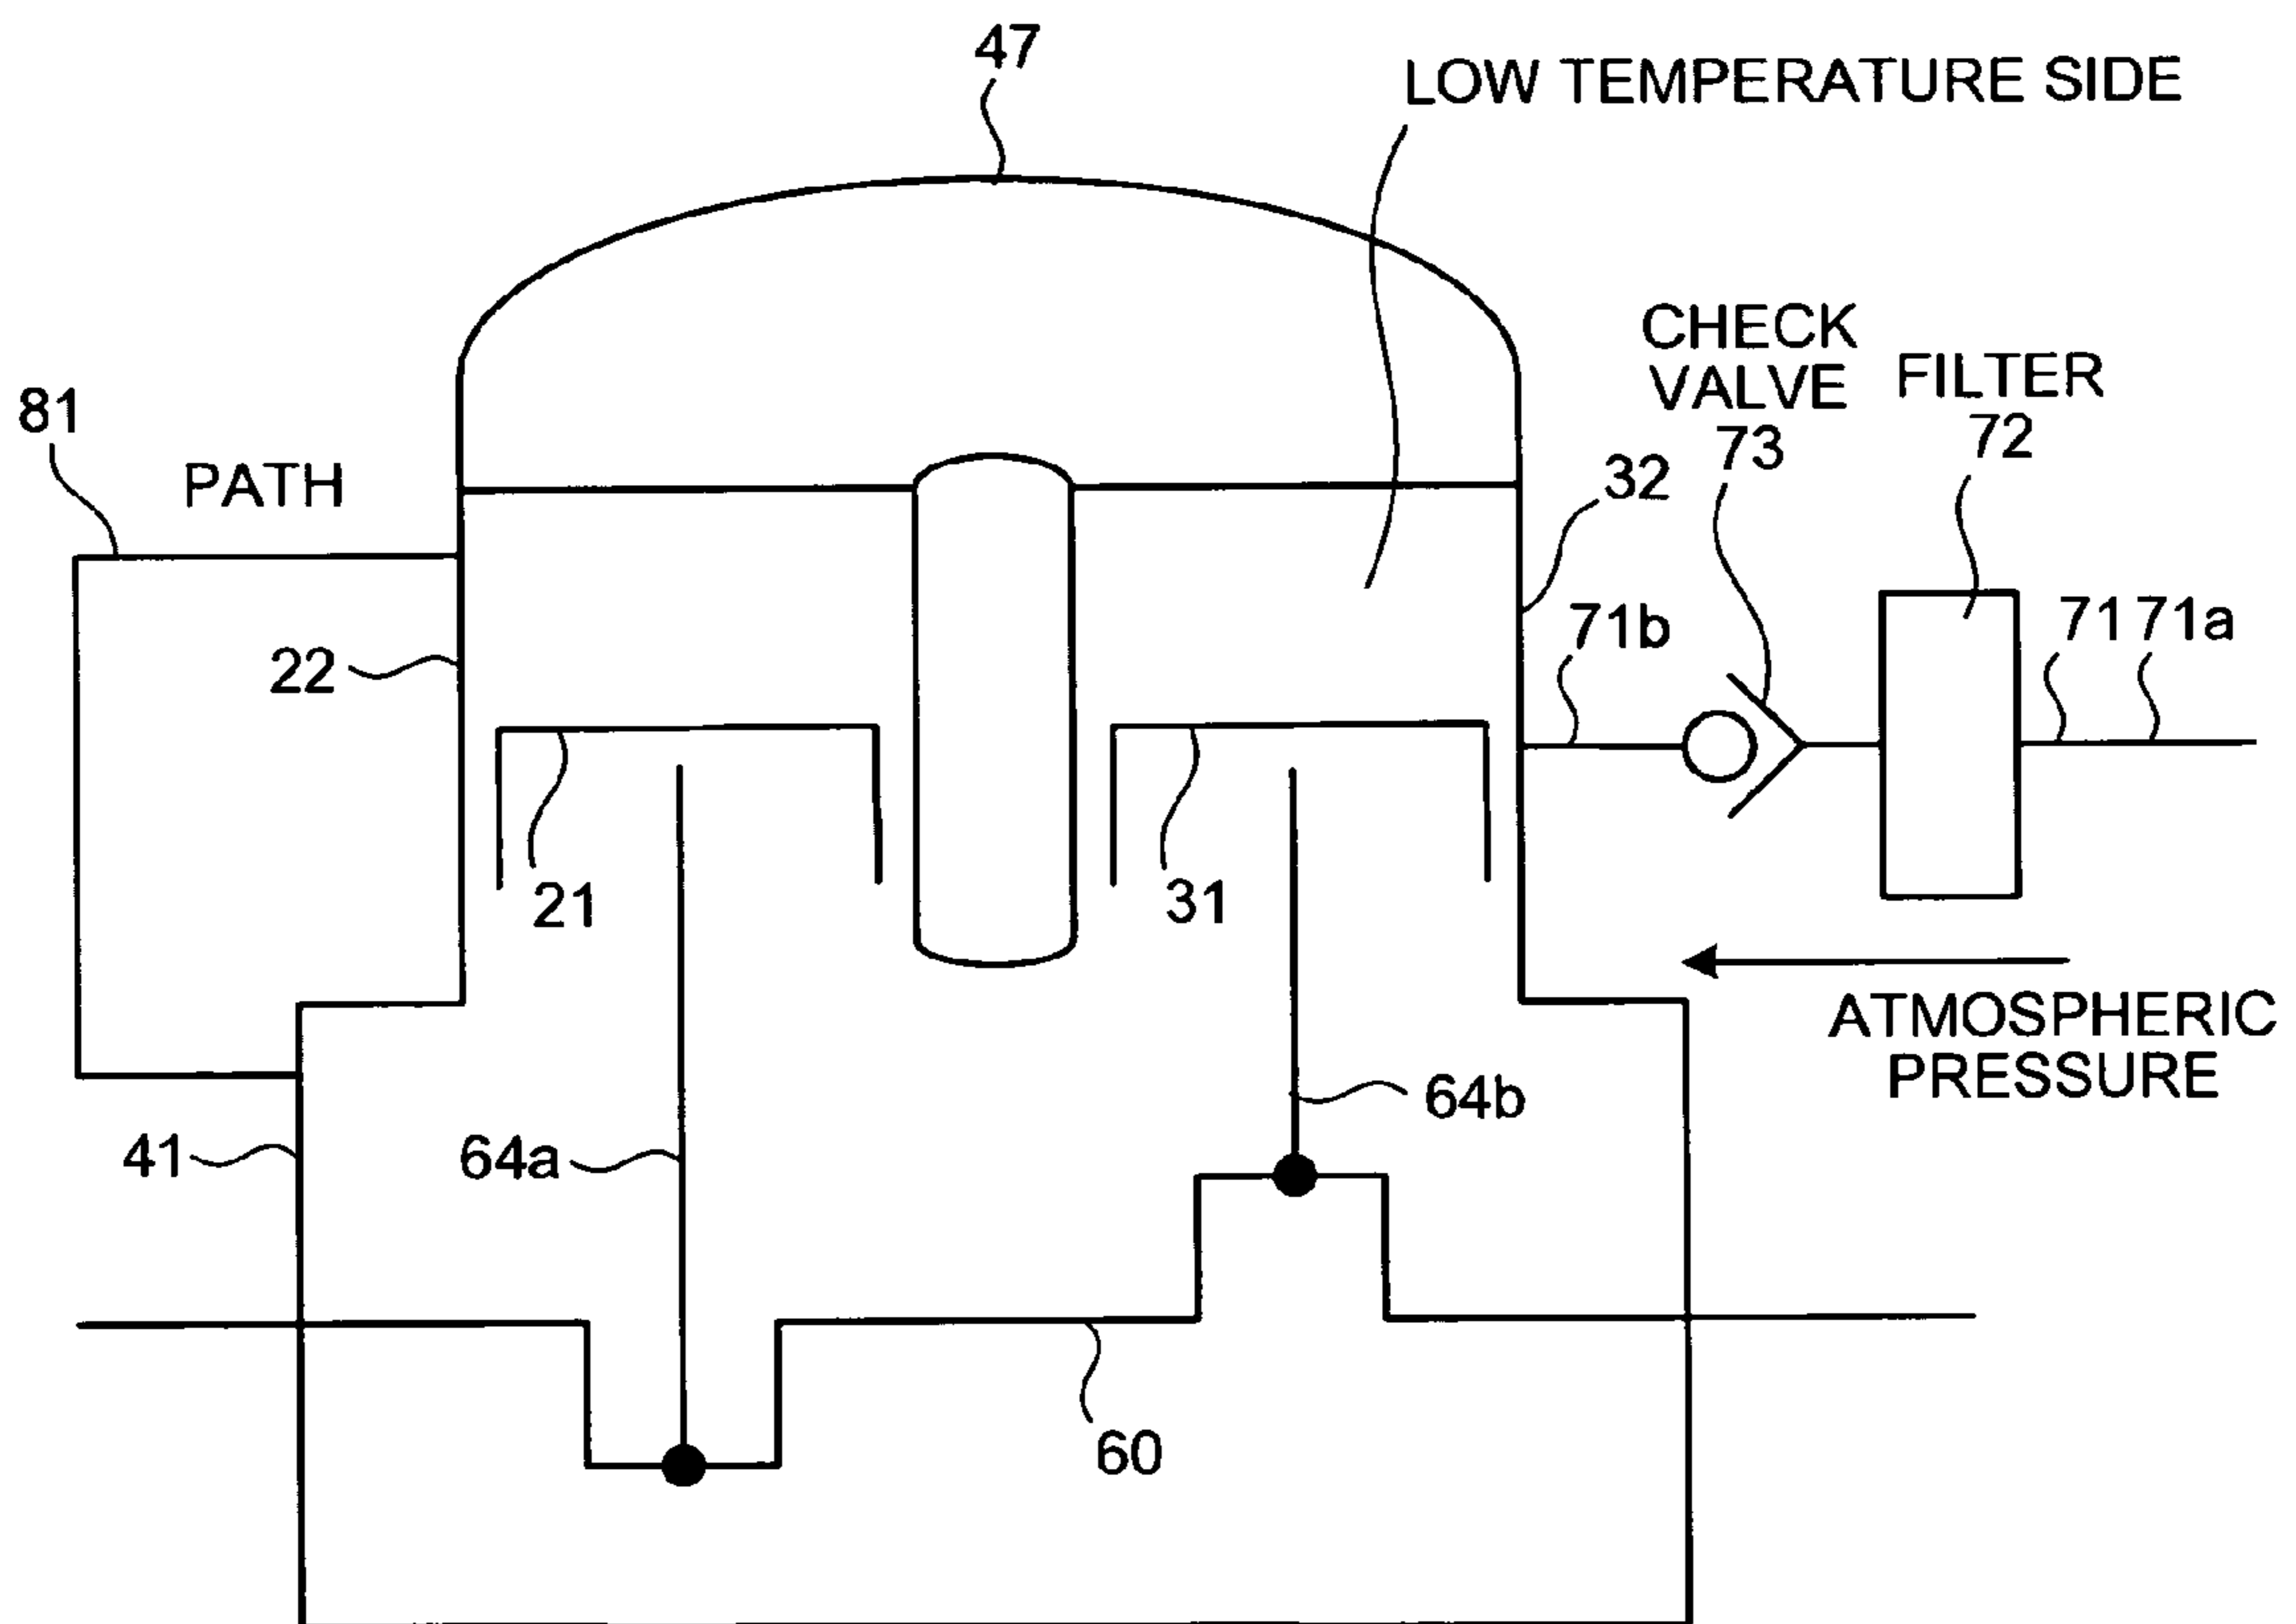 47
LOW TEMPERATURE SIDE
CHECK
VALVE
73
FILTER
72
81
PATH
32
22
71b
71
71a
21
31
ATMOSPHERIC
PRESSURE
64b
41
64a
60